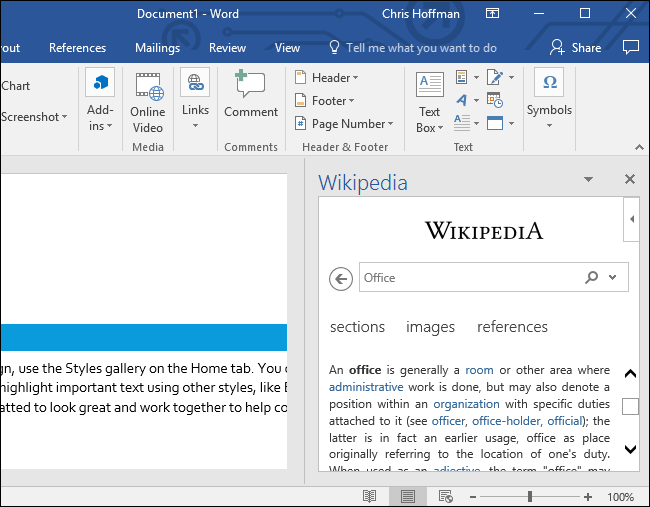 Document1 - Word
Chris Hoffman
out References Mailings Review View Tell me what you want to do Share
Chart
Screenshot
Add-
ins
Online
Video
Links
Comment
Header
Footer
Page Number
Text
Box
Symbols
Media
Comments
Header & Footer
Text
gn, use the Styles gallery on the Home tab. You
highlight important text using other styles, like
atted to look great and work together to help co
Wikipedia
WIKIPEDIA
Office
sections images references
An office is generally a room or other area where
administrative work is done, but may also denote a
position within an organization with specific duties
attached to it (see officer, office-holder, official); the
latter is in fact an earlier usage, office as place
originally referring to the location of one's duty.
When used as an adjective, the term "office" may
100%